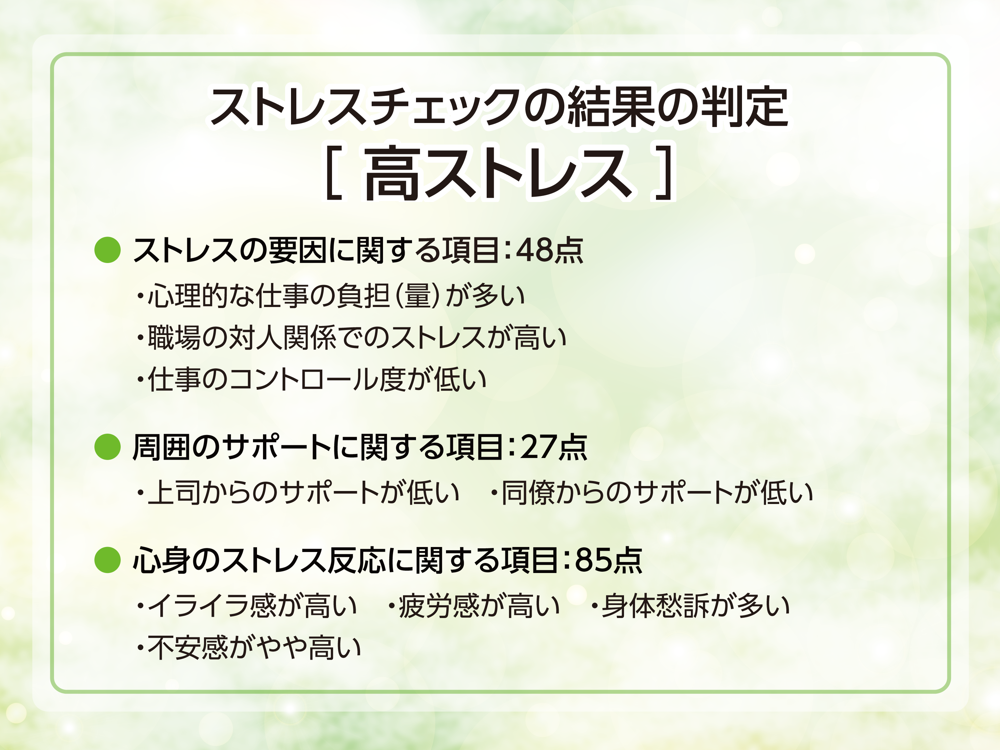 ストレスチェックの結果の判定
［ 高ストレス ］
● ストレスの要因に関する項目：48点
・心理的な仕事の負担（量）が多い
・職場の対人関係でのストレスが高い
・仕事のコントロール度が低い
● 周囲のサポートに関する項目：27点
・上司からのサポートが低い　・同僚からのサポートが低い
● 心身のストレス反応に関する項目：85点
・イライラ感が高い　・疲労感が高い　・身体愁訴が多い
・不安感がやや高い